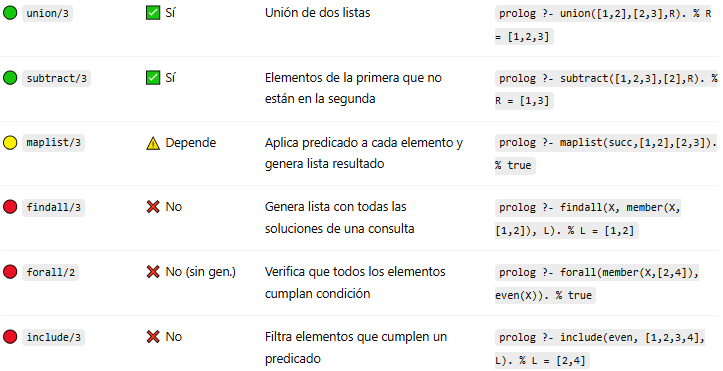 union/3 Sí Unión de dos listas prolog ?- union([1,2],[2,3],R). % R
= [1,2,3]
subtract/3 Sí Elementos de la primera que no prolog ?- subtract([1,2,3],[2],R). %
están en la segunda R = [1,3]
maplist/3 Depende Aplica predicado a cada elemento y prolog ?- maplist(succ,[1,2],[2,3]).
genera lista resultado % true
findall/3 No Genera lista con todas las prolog ?- findall(X, member(X,
soluciones de una consulta [1,2]), L). % L = [1,2]
forall/2 No (sin gen.) Verifica que todos los elementos prolog ?- forall(member(X,[2,4]),
cumplan condición even(X)). % true
include/3 No Filtra elementos que cumplen un prolog ?- include(even, [1,2,3,4],
predicado L). % L = [2,4]